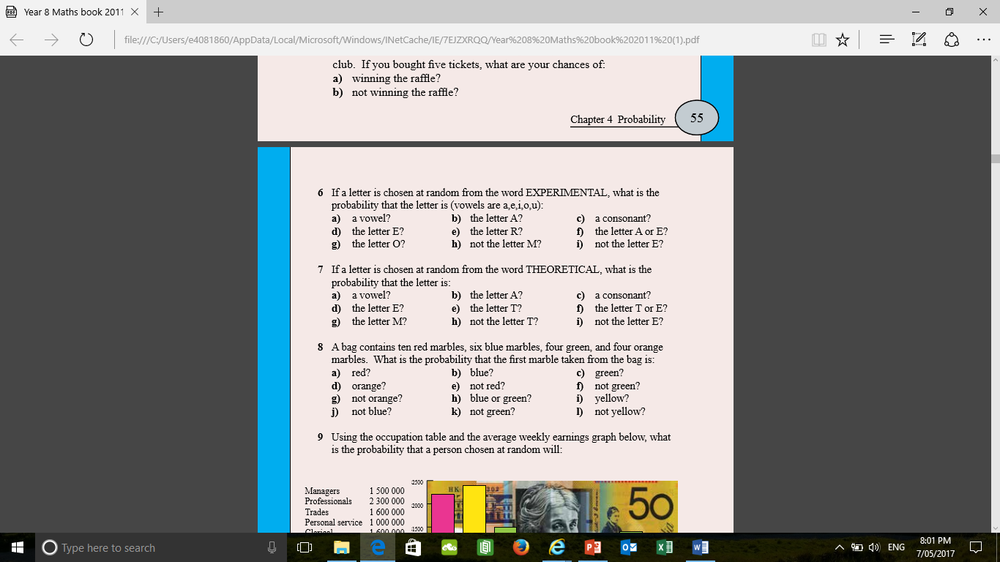 PDF Year 8 Maths book 2011
file:///C:/Users/e4081860/AppData/Local/Microsoft/Windows/INetCache/IE/7EJZXRQQ/Year%208%20Maths%20book%202011%20(1).pdf
club. If you bought five tickets, what are your chances of:
a) winning the raffle?
b) not winning the raffle?
Chapter 4 Probability 55
6 If a letter is chosen at random from the word EXPERIMENTAL, what is the
probability that the letter is (vowels are a,e,i,o,u):
a) a vowel? b) the letter A? c) a consonant?
d) the letter E? e) the letter R? f) the letter A or E?
g) the letter O? h) not the letter M? i) not the letter E?
7 If a letter is chosen at random from the word THEORETICAL, what is the
probability that the letter is:
a) a vowel? b) the letter A? c) a consonant?
d) the letter E? e) the letter T? f) the letter T or E?
g) the letter M? h) not the letter T? i) not the letter E?
8 A bag contains ten red marbles, six blue marbles, four green, and four orange
marbles. What is the probability that the first marble taken from the bag is:
a) red? b) blue? c) green?
d) orange? e) not red? f) not green?
g) not orange? h) blue or green? i) yellow?
j) not blue? k) not green? l) not yellow?
9 Using the occupation table and the average weekly earnings graph below, what
is the probability that a person chosen at random will:
2500
Managers 1 500 000
Professionals 2 300 000
2000
Trades 1 600 000
Personal service 1 000 000
1500
Clerical 1 600 000
HK 302
50
Type here to search
ENG
8:01 PM
7/05/2017